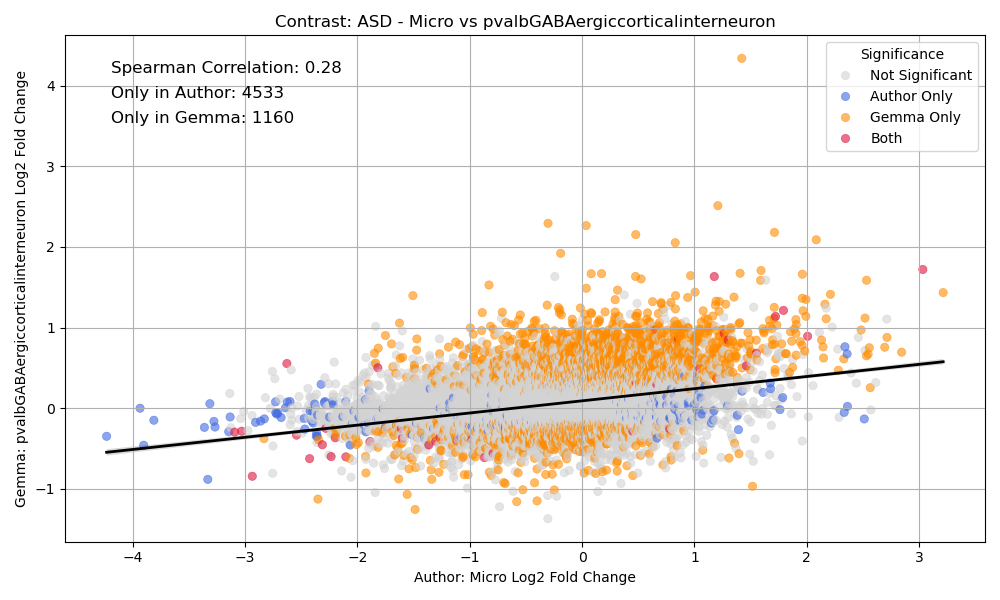 Contrast: ASD - Micro vs pvalbGABAergiccorticalinterneuron
Spearman Correlation: 0.28
Only in Author: 4533
Only in Gemma: 1160
Significance
Not Significant
Author Only
Gemma Only
Both
Gemma: pvalbGABAergiccorticalinterneuron Log2 Fold Change
4
3
2
1
0
−1
−4
−3
−2
−1
0
1
2
3
Author: Micro Log2 Fold Change